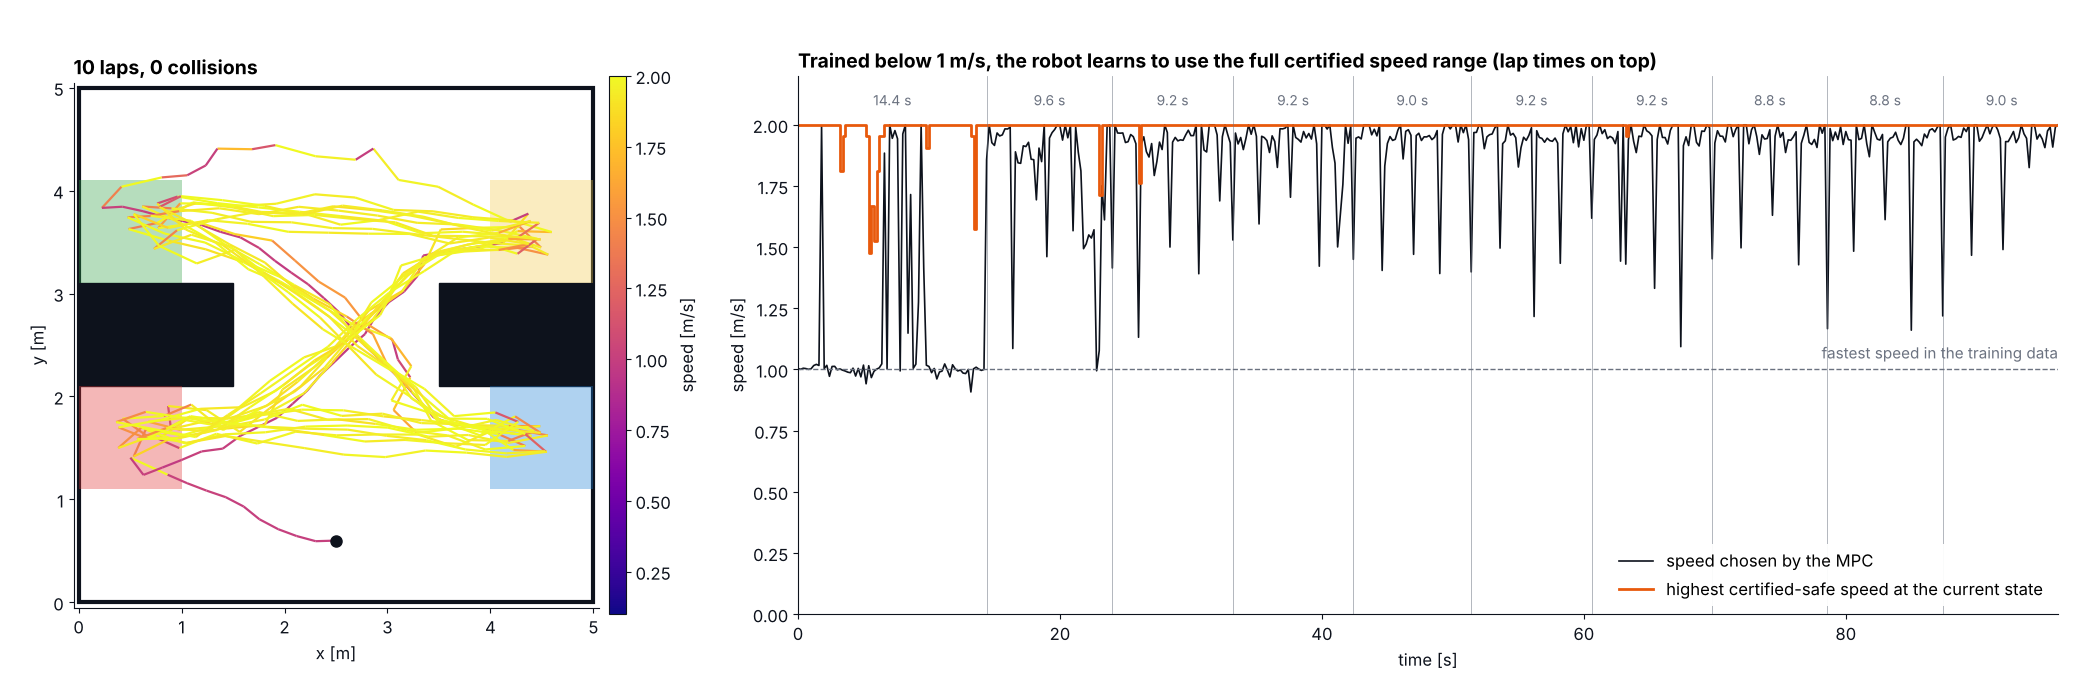 10 laps, 0 collisions
5
4
3
2
1
0
y [m]
0
1
2
3
4
5
x [m]
2.00
1.75
1.50
1.25
1.00
0.75
0.50
0.25
speed [m/s]
Trained below 1 m/s, the robot learns to use the full certified speed range (lap times on top)
14.4 s
9.6 s
9.2 s
9.2 s
9.0 s
9.2 s
9.2 s
8.8 s
8.8 s
9.0 s
2.00
1.75
1.50
1.25
1.00
0.75
0.50
0.25
0.00
speed [m/s]
fastest speed in the training data
speed chosen by the MPC
highest certified-safe speed at the current state
0
20
40
60
80
time [s]